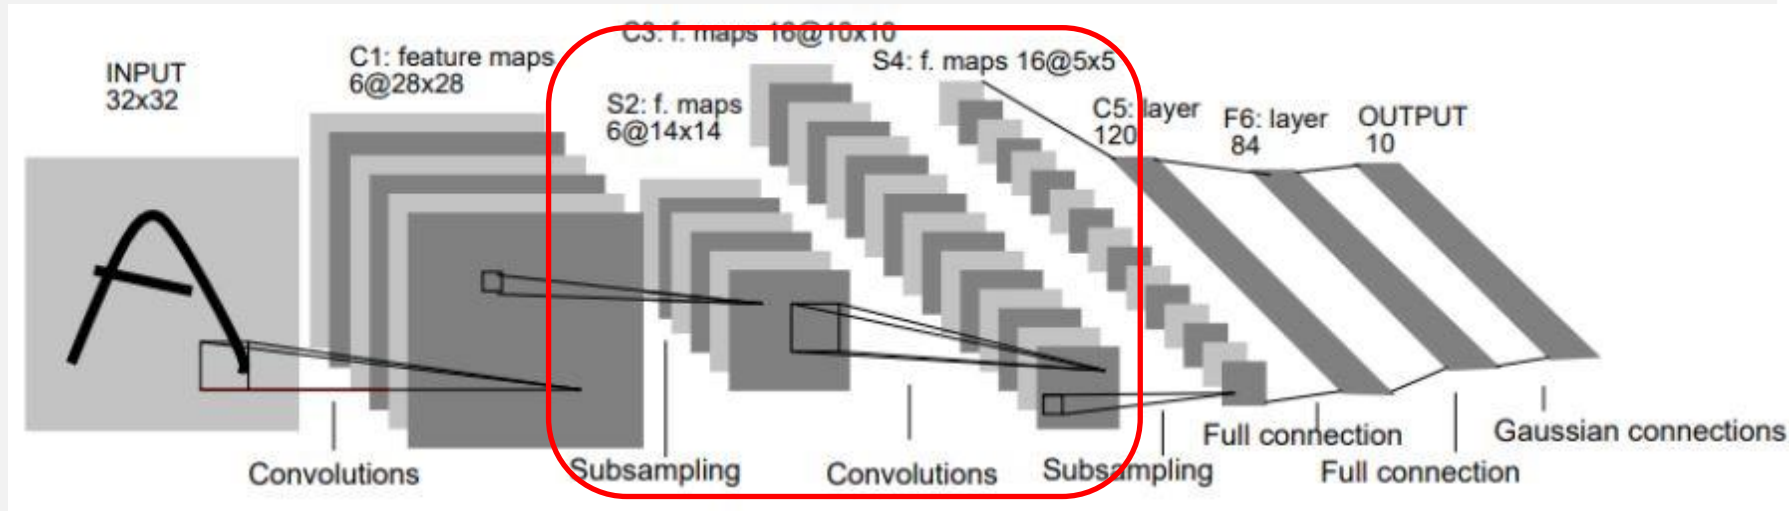 INPUT
32x32
C1: feature maps
6@28x28
S2: f. maps
6@14x14
C3: f. maps 16@10x10
S4: f. maps 16@5x5
C5: layer
120
F6: layer
84
OUTPUT
10
Convolutions
Subsampling
Convolutions
Subsampling
Full connection
Full connection
Gaussian connections